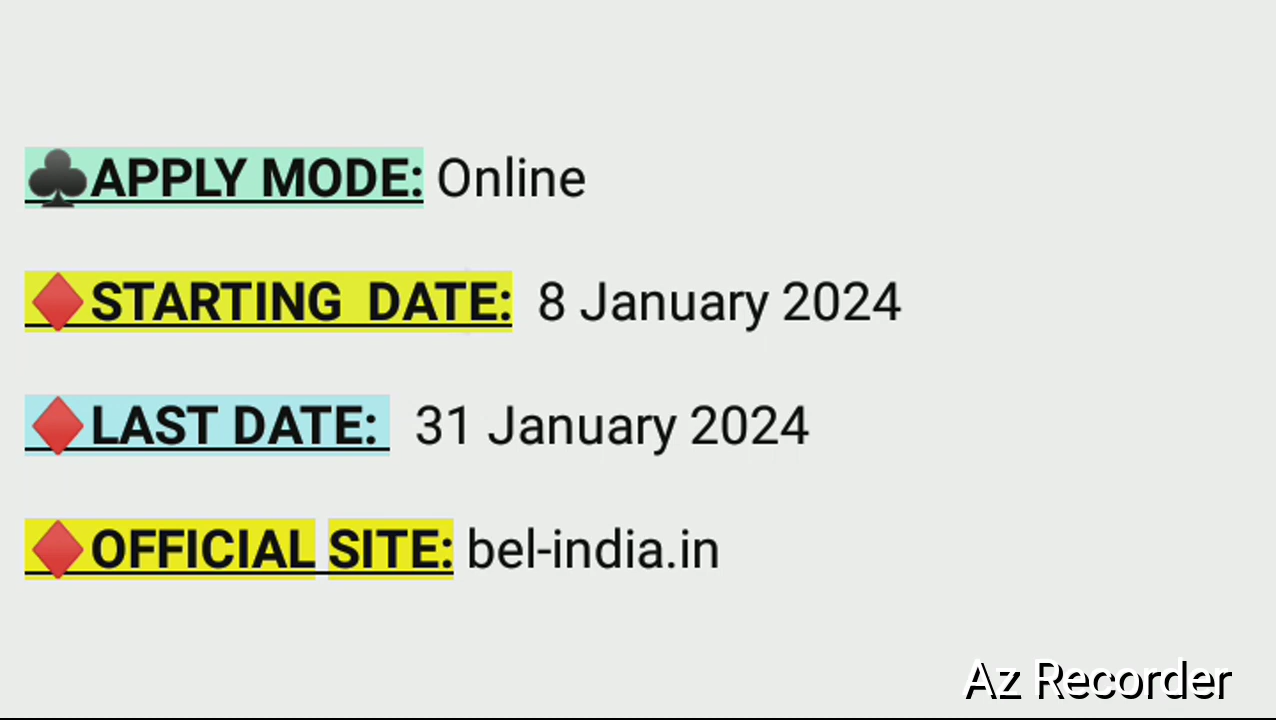 ♣️APPLY MODE: Online
♦️STARTING DATE: 8 January 2024
♦️LAST DATE: 31 January 2024
♦️OFFICIAL SITE: bel-india.in
Az Recorder